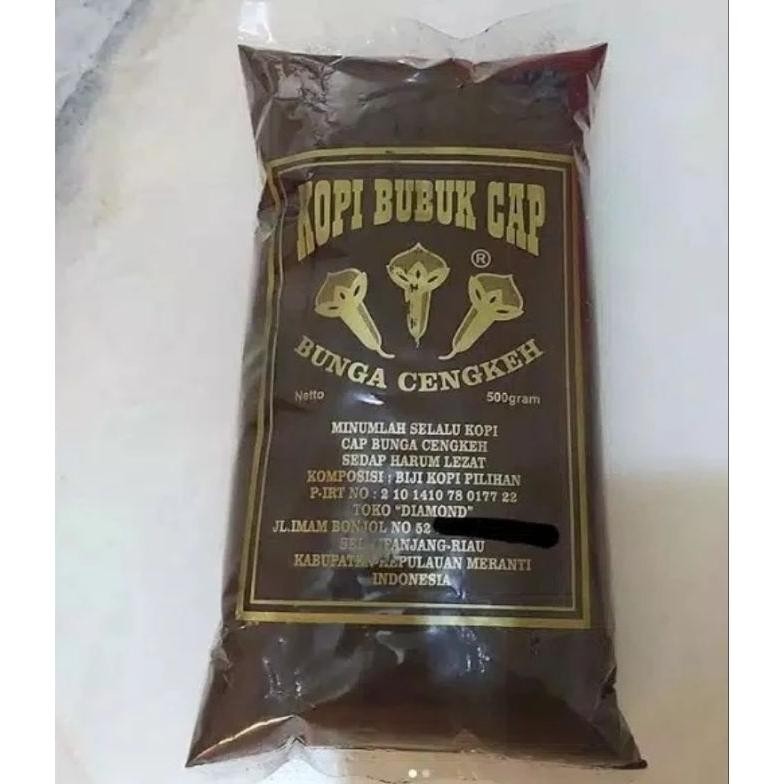 KOPI BUBUK CAP
®
BUNGA CENGKEH
Netto 500gram
MINUMLAH SELALU KOPI
CAP BUNGA CENGKEH
SEDAP HARUM LEZAT
KOMPOSISI : BIJI KOPI PILIHAN
P-IRT NO : 2 10 1410 78 0177 22
TOKO "DIAMOND"
JL.IMAM BONJOL NO 52
PANJANG-RIAU
KABUPATEN KEPULAUAN MERANTI
INDONESIA